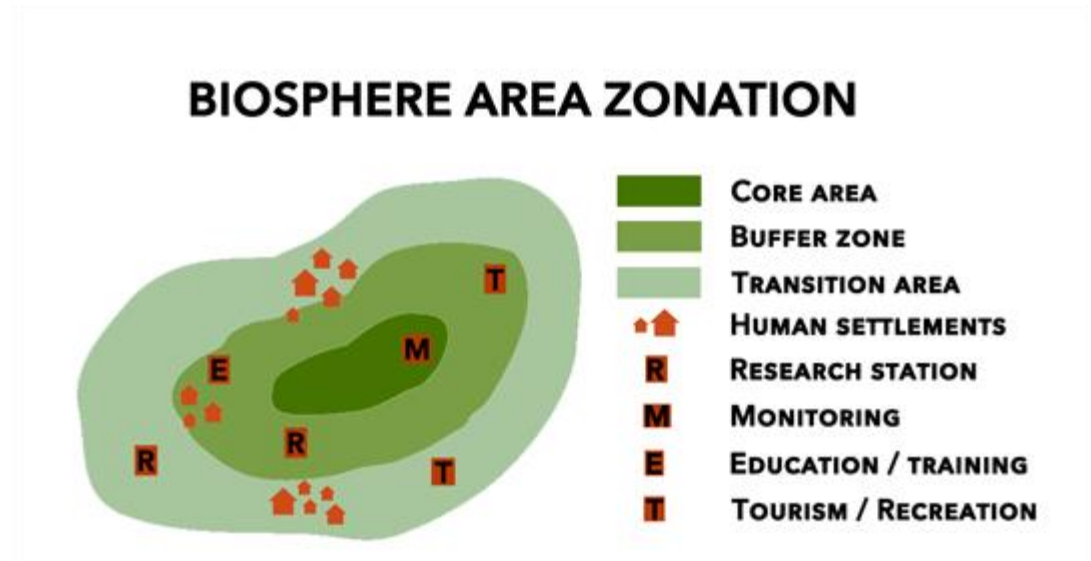 BIOSPHERE AREA ZONATION
CORE AREA
BUFFER ZONE
TRANSITION AREA
HUMAN SETTLEMENTS
R RESEARCH STATION
M MONITORING
E EDUCATION / TRAINING
T TOURISM / RECREATION
T
M
E
R
R
T